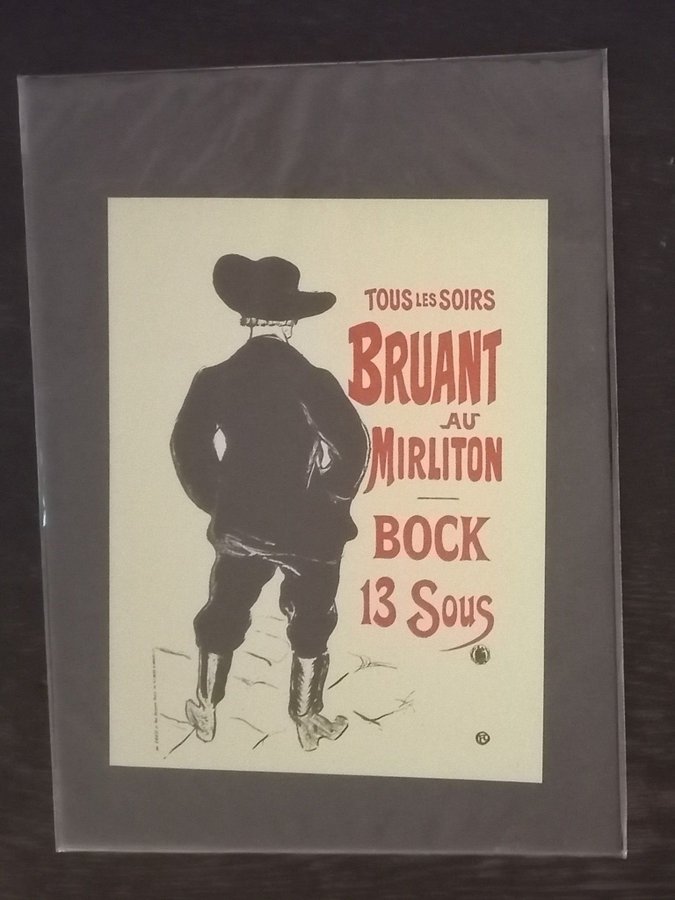 TOUS LES SOIRS
BRUANT
AU
MIRLITON
BOCK
13 Sous